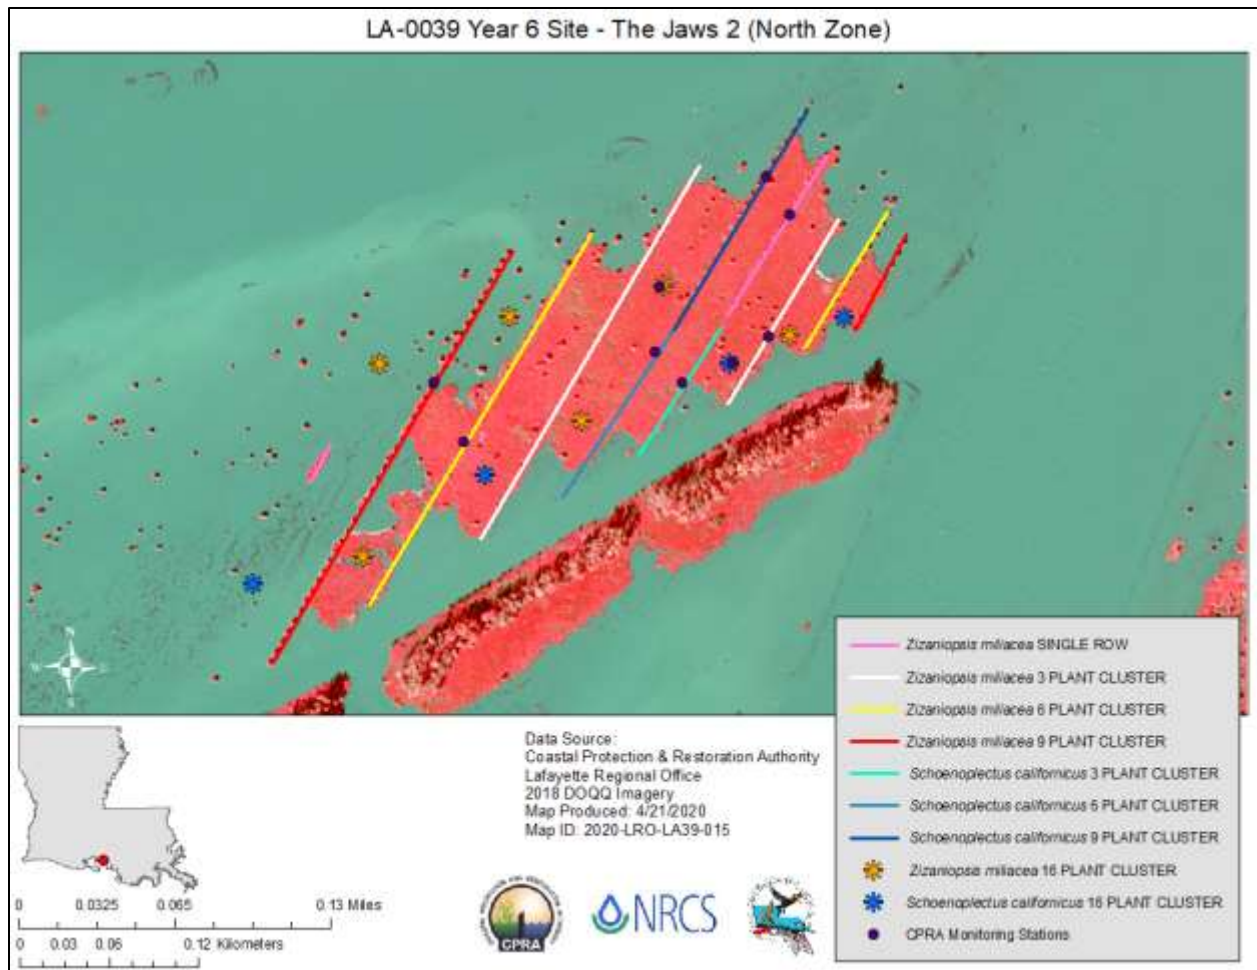 LA-0039 Year 6 Site - The Jaws 2 (North Zone)
N
Zizaniopsis miliacea SINGLE ROW
Zizaniopsis miliacea 3 PLANT CLUSTER
Zizaniopsis miliacea 6 PLANT CLUSTER
Zizaniopsis miliacea 9 PLANT CLUSTER
Schoenoplectus californicus 3 PLANT CLUSTER
Schoenoplectus californicus 6 PLANT CLUSTER
Schoenoplectus californicus 9 PLANT CLUSTER
Zizaniopsis miliacea 16 PLANT CLUSTER
Schoenoplectus californicus 16 PLANT CLUSTER
CPRA Monitoring Stations
Data Source:
Coastal Protection & Restoration Authority
Lafayette Regional Office
2018 DOQQ Imagery
Map Produced: 4/21/2020
Map ID: 2020-LRO-LA39-015
0 0.0325 0.065 0.13 Miles
0 0.03 0.06 0.12 Kilometers
CPRA
NRCS